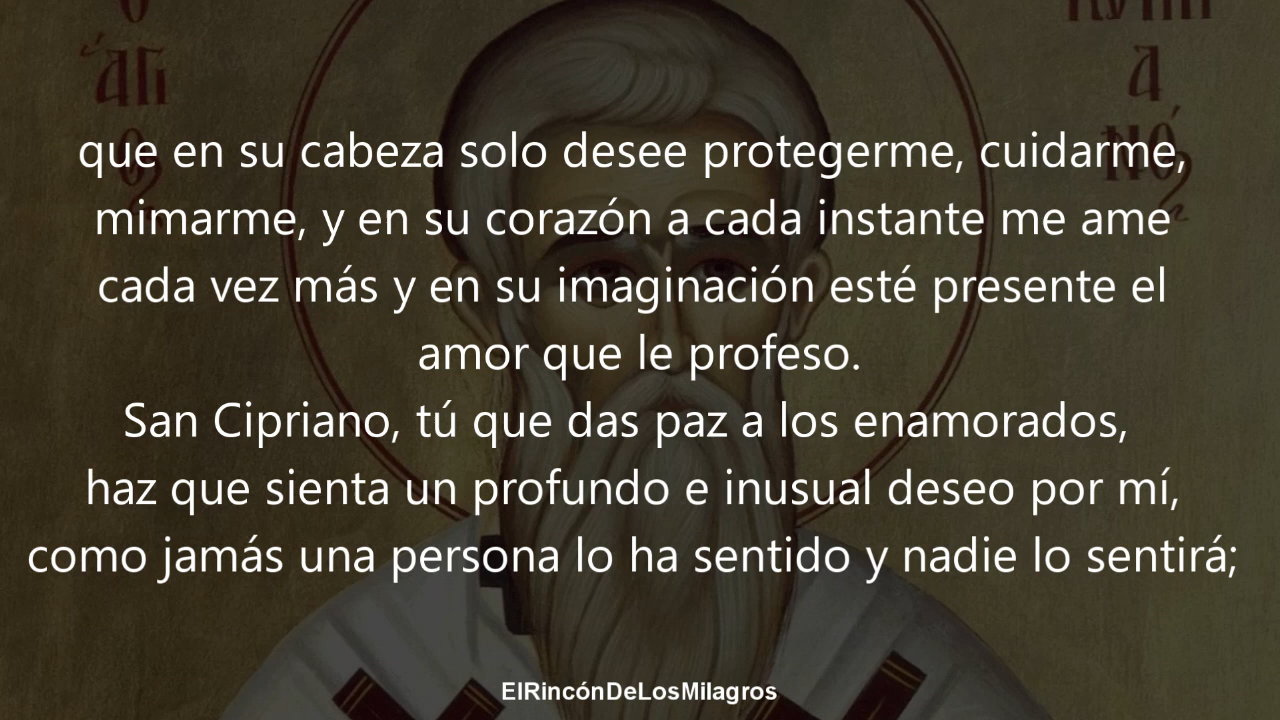 que en su cabeza solo desee protegerme, cuidarme,
mimarme, y en su corazón a cada instante me ame
cada vez más y en su imaginación esté presente el
amor que le profeso.
San Cipriano, tú que das paz a los enamorados,
haz que sienta un profundo e inusual deseo por mí,
como jamás una persona lo ha sentido y nadie lo sentirá;
ElRincónDeLosMilagros